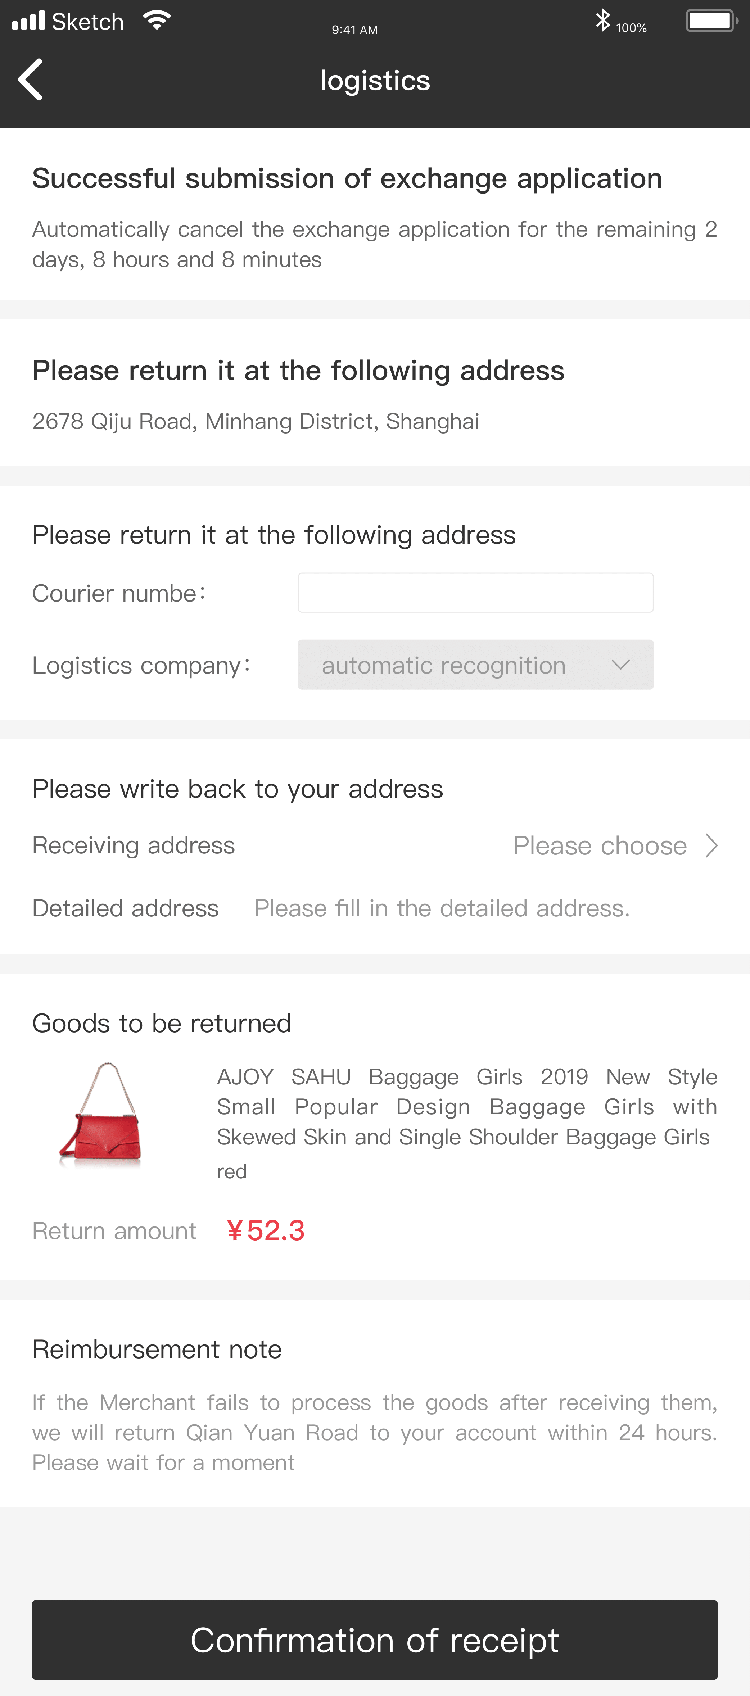 Sketch 9:41 AM 100%
logistics
Successful submission of exchange application
Automatically cancel the exchange application for the remaining 2
days, 8 hours and 8 minutes
Please return it at the following address
2678 Qiju Road, Minhang District, Shanghai
Please return it at the following address
Courier numbe:
Logistics company: automatic recognition
Please write back to your address
Receiving address Please choose
Detailed address Please fill in the detailed address.
Goods to be returned
AJOY SAHU Baggage Girls 2019 New Style
Small Popular Design Baggage Girls with
Skewed Skin and Single Shoulder Baggage Girls
red
Return amount ¥52.3
Reimbursement note
If the Merchant fails to process the goods after receiving them,
we will return Qian Yuan Road to your account within 24 hours.
Please wait for a moment
Confirmation of receipt